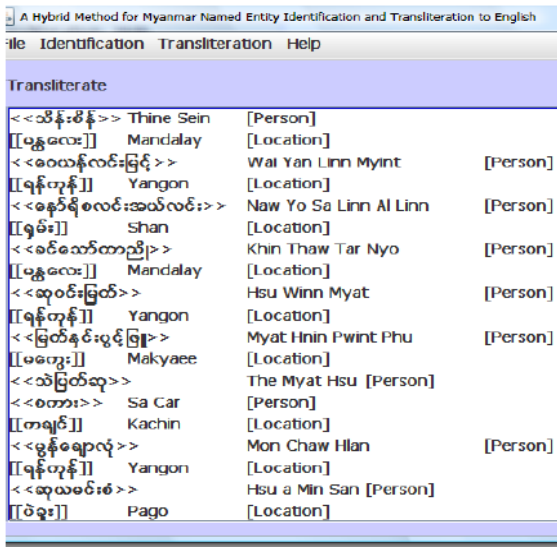 A Hybrid Method for Myanmar Named Entity Identification and Transliteration to English
File Identification Transliteration Help
Transliterate
<<သိန်းစိန်>> Thine Sein [Person]
[[မန္တလေး]] Mandalay [Location]
<<ဝေယန်လင်းမြင့်>> Wai Yan Linn Myint [Person]
[[ရန်ကုန်]] Yangon [Location]
<<နော်ရိုစလင်းအယ်လင်း>> Naw Yo Sa Linn Al Linn [Person]
[[ရှမ်း]] Shan [Location]
<<ခင်သော်တာညို>> Khin Thaw Tar Nyo [Person]
[[မန္တလေး]] Mandalay [Location]
<<ဆုဝင်းမြတ်>> Hsu Winn Myat [Person]
[[ရန်ကုန်]] Yangon [Location]
<<မြတ်နှင်းပွင့်ဖြူ>> Myat Hnin Pwint Phu [Person]
[[မကွေး]] Makyaee [Location]
<<သဲမြတ်ဆု>> The Myat Hsu [Person]
<<စကား>> Sa Car [Person]
[[ကချင်]] Kachin [Location]
<<မွန်ချောလှံ>> Mon Chaw Hlan [Person]
[[ရန်ကုန်]] Yangon [Location]
<<ဆုယမင်းစံ>> Hsu a Min San [Person]
[[ပဲခူး]] Pago [Location]